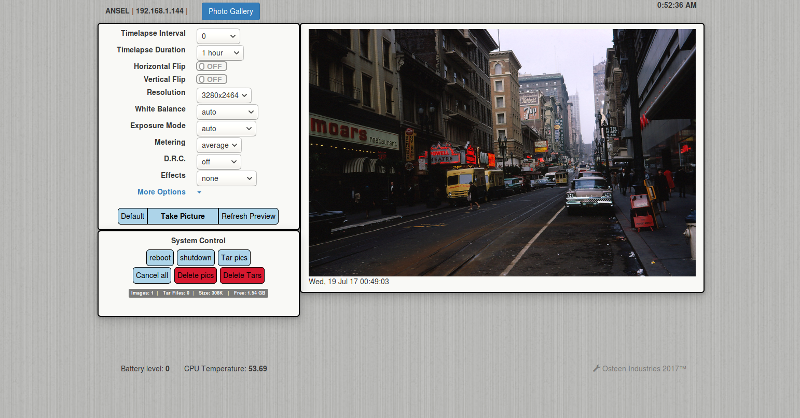 ANSEL | 192.168.1.144 |
Photo Gallery
0:52:36 AM
Timelapse Interval 0
Timelapse Duration 1 hour
Horizontal Flip OFF
Vertical Flip OFF
Resolution 3280x2464
White Balance auto
Exposure Mode auto
Metering average
D.R.C. off
Effects none
More Options
Default Take Picture Refresh Preview
System Control
reboot shutdown Tar pics
Cancel all Delete pics Delete Tars
Images: 1 | Tar Files: 0 | Size: 308K | Free: 1.94 GB
moars
restaurant
Wed, 19 Jul 17 00:49:03
Battery level: 0 CPU Temperature: 53.69
Osteen Industries 2017™